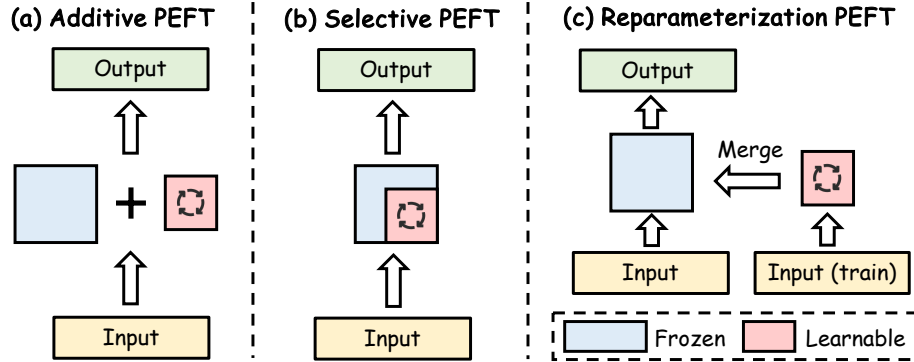 (a) Additive PEFT
Output
+
Input
(b) Selective PEFT
Output
Input
(c) Reparameterization PEFT
Output
Merge
Input
Input (train)
Frozen
Learnable